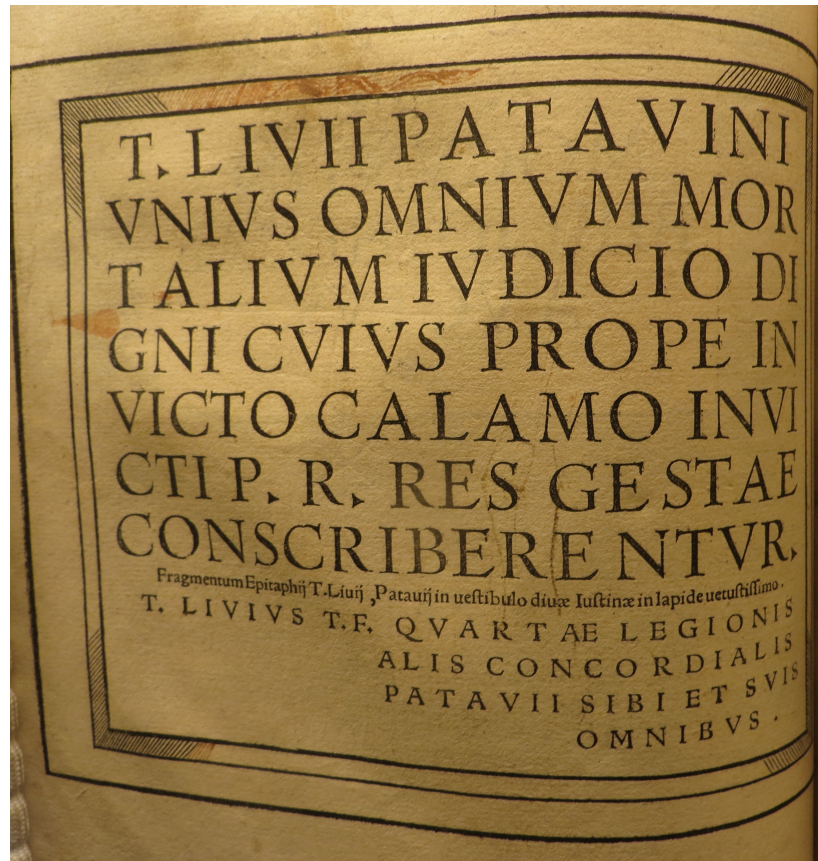 T. LIVII PATAVINI
VNIVS OMNIVM MOR
TALIVM IVDICIO DI
GNI CVIVS PROPE IN
VICTO CALAMO INVI
CTI P. R. RES GESTAE
CONSCRIBERENTVR.
Fragmentum Epitaphij T.Liuij , Patauij in uestibulo diuæ Iustinæ in lapide uetustissimo.
T. LIVIVS T.F. QVARTAE LEGIONIS
ALIS CONCORDIALIS
PATAVII SIBI ET SVIS
OMNIBVS.